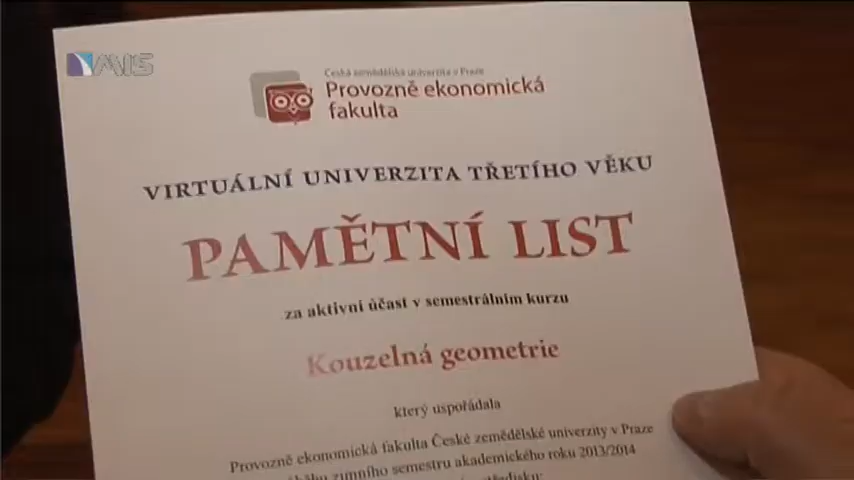 MIS
Česká zemědělská univerzita v Praze
Provozně ekonomická
fakulta
VIRTUÁLNÍ UNIVERZITA TŘETÍHO VĚKU
PAMĚTNÍ LIST
za aktivní účast v semestrálním kurzu
Kouzelná geometrie
který uspořádala
Provozně ekonomická fakulta České zemědělské univerzity v Praze
zimního semestru akademického roku 2013/2014